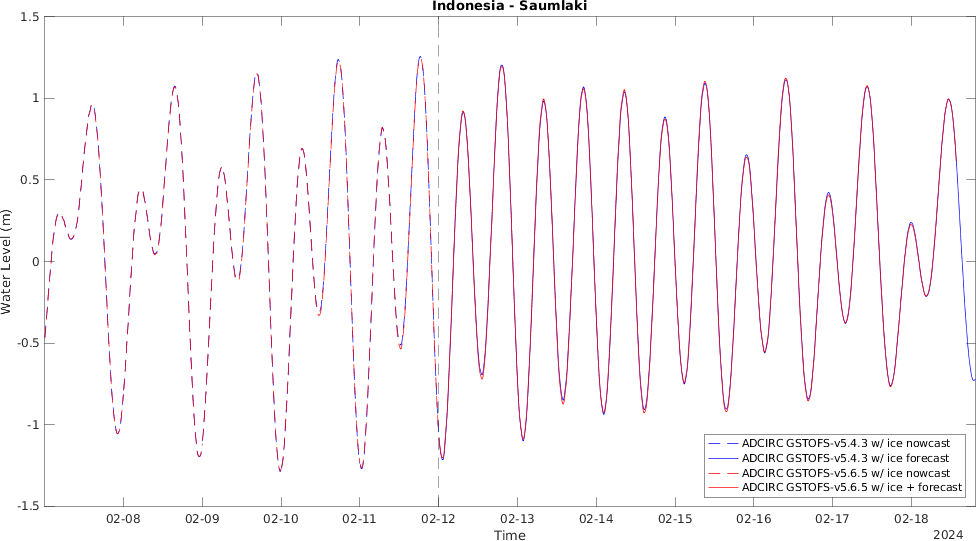 Indonesia - Saumlaki
1.5
1
0.5
0
-0.5
-1
-1.5
Water Level (m)
02-08 02-09 02-10 02-11 02-12 02-13 02-14 02-15 02-16 02-17 02-18
Time
2024
ADCIRC GSTOFS-v5.4.3 w/ ice nowcast
ADCIRC GSTOFS-v5.4.3 w/ ice forecast
ADCIRC GSTOFS-v5.6.5 w/ ice nowcast
ADCIRC GSTOFS-v5.6.5 w/ ice + forecast